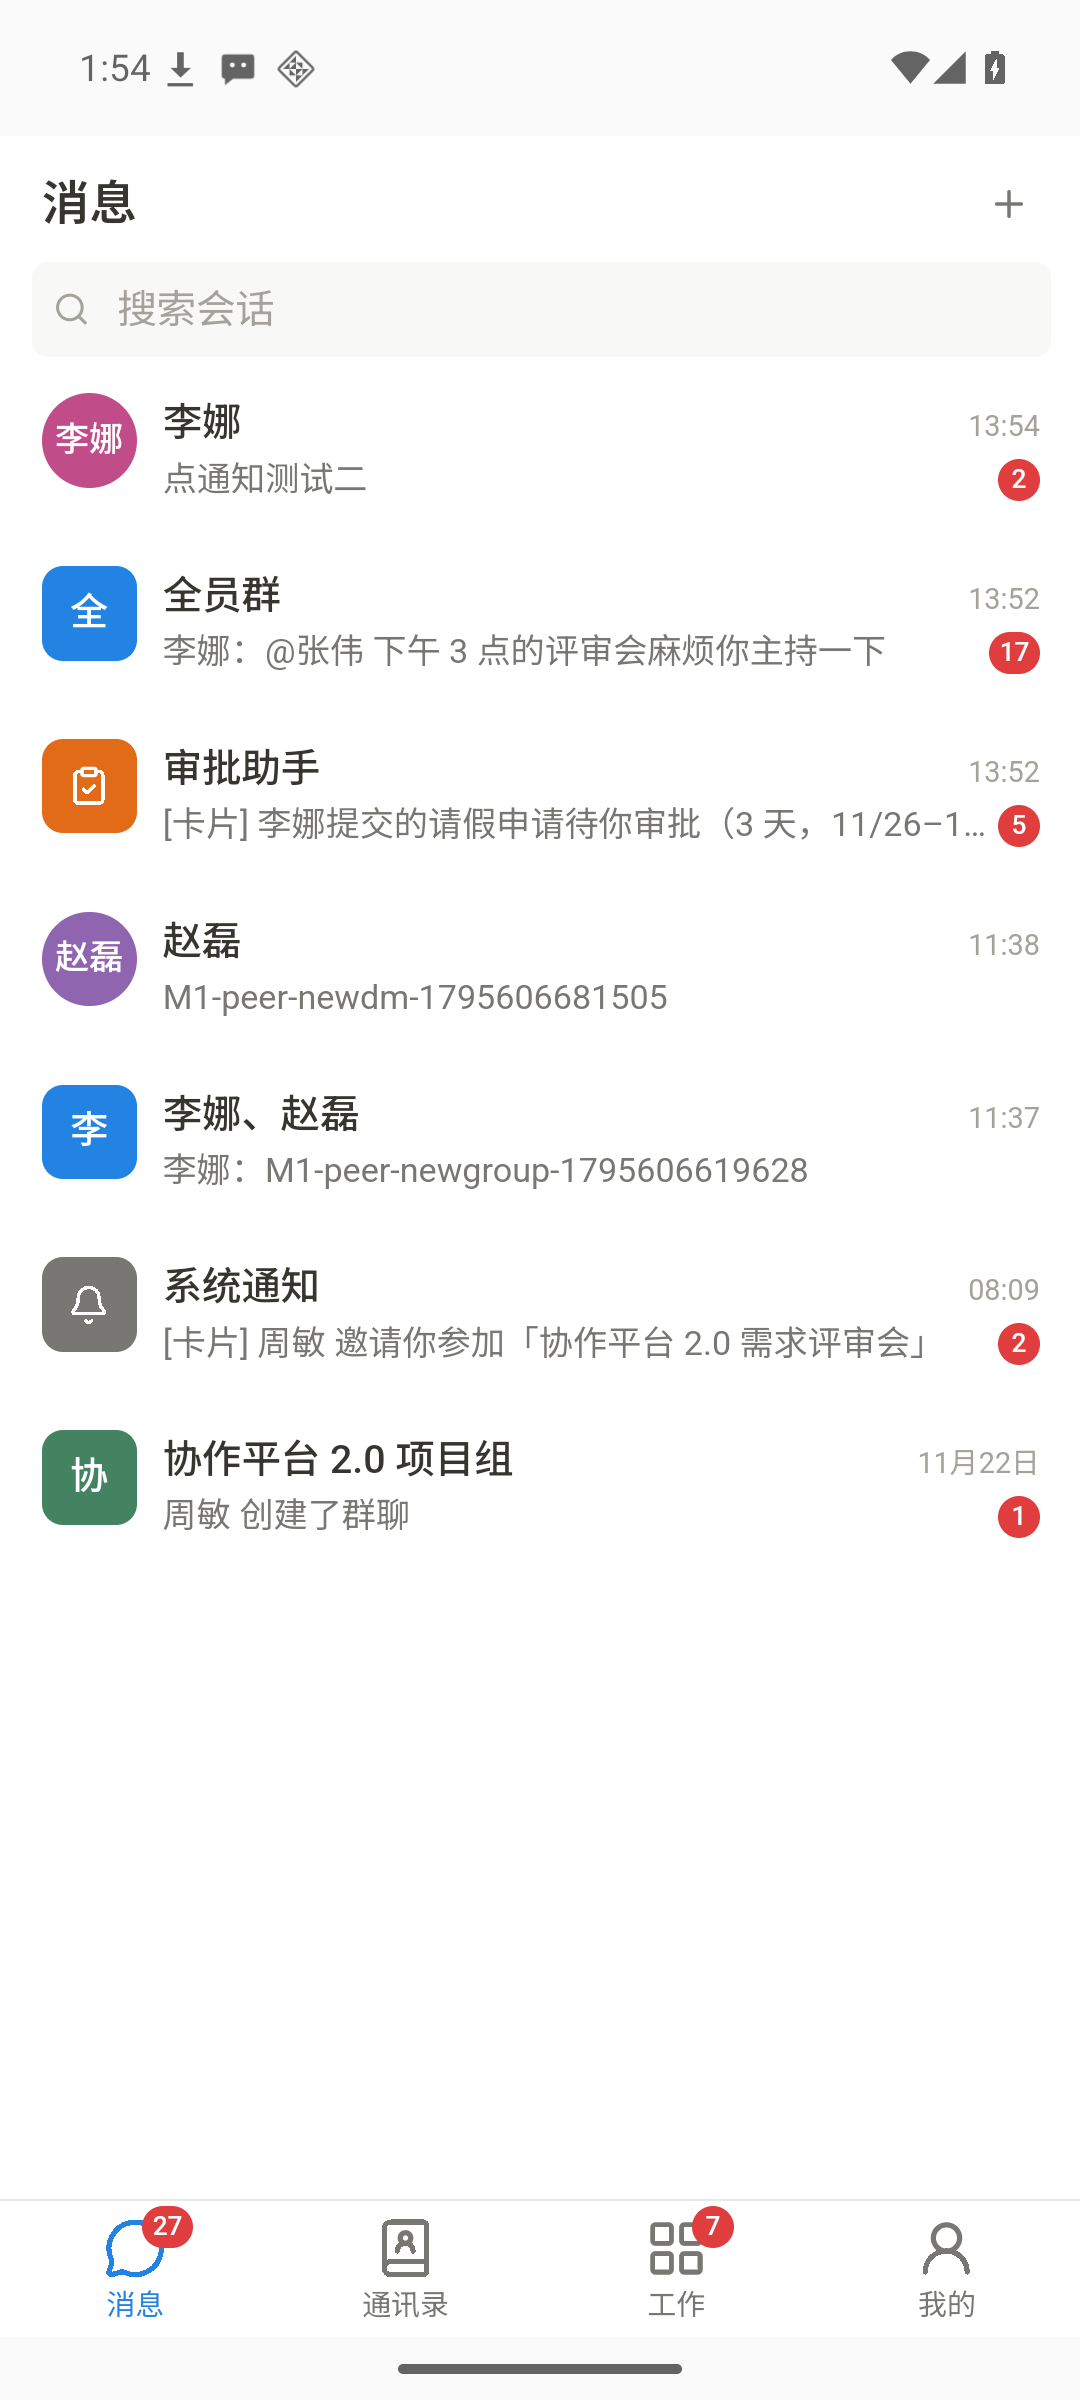 1:54
消息
搜索会话
李娜
李娜
13:54
点通知测试二
2
全
全员群
13:52
李娜：@张伟 下午 3 点的评审会麻烦你主持一下
17
审批助手
13:52
[卡片] 李娜提交的请假申请待你审批（3 天，11/26–1…
5
赵磊
赵磊
11:38
M1-peer-newdm-1795606681505
李
李娜、赵磊
11:37
李娜：M1-peer-newgroup-1795606619628
系统通知
08:09
[卡片] 周敏 邀请你参加「协作平台 2.0 需求评审会」
2
协
协作平台 2.0 项目组
11月22日
周敏 创建了群聊
1
27
7
消息
通讯录
工作
我的